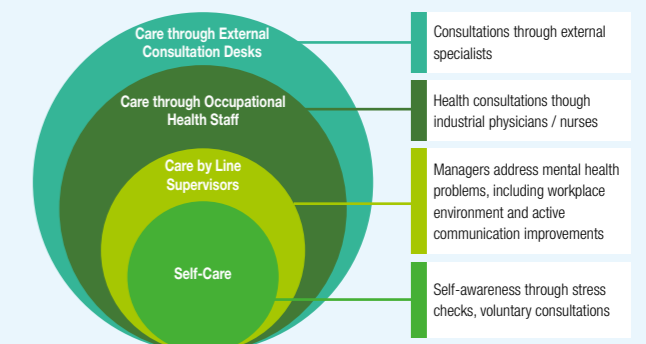 Care through External
Consultation Desks
Consultations through external
specialists
Care through Occupational
Health Staff
Health consultations though
industrial physicians / nurses
Care by Line
Supervisors
Managers address mental health
problems, including workplace
environment and active
communication improvements
Self-Care
Self-awareness through stress
checks, voluntary consultations